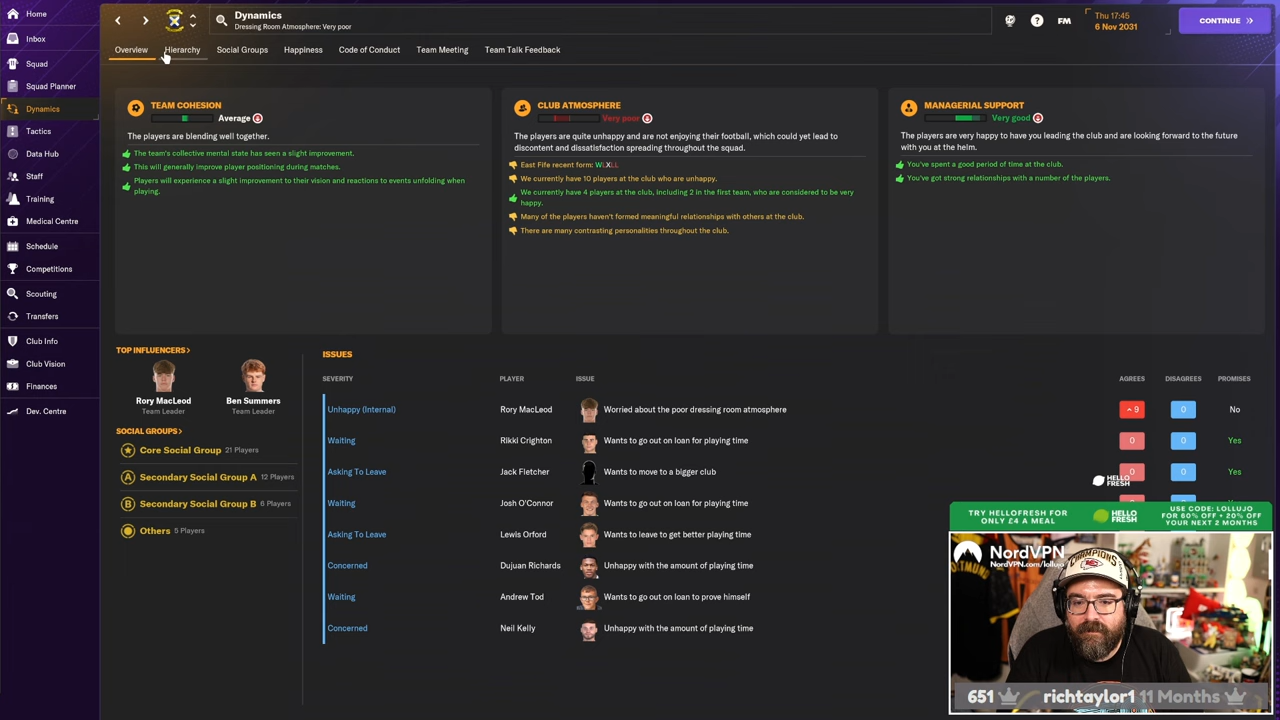 Home
Inbox
Squad
Squad Planner
Dynamics
Tactics
Data Hub
Staff
Training
Medical Centre
Schedule
Competitions
Scouting
Transfers
Club Info
Club Vision
Finances
Dev. Centre
Dynamics
Dressing Room Atmosphere: Very poor
FM
Thu 17:45
6 Nov 2031
CONTINUE
Overview
Hierarchy
Social Groups
Happiness
Code of Conduct
Team Meeting
Team Talk Feedback
TEAM COHESION
Average
The players are blending well together.
The team's collective mental state has seen a slight improvement.
This will generally improve player positioning during matches.
Players will experience a slight improvement to their vision and reactions to events unfolding when
playing.
CLUB ATMOSPHERE
Very poor
The players are quite unhappy and are not enjoying their football, which could yet lead to
discontent and dissatisfaction spreading throughout the squad.
East Fife recent form: WLXLL
We currently have 10 players at the club who are unhappy.
We currently have 4 players at the club, including 2 in the first team, who are considered to be very
happy.
Many of the players haven't formed meaningful relationships with others at the club.
There are many contrasting personalities throughout the club.
MANAGERIAL SUPPORT
Very good
The players are very happy to have you leading the club and are looking forward to the future
with you at the helm.
You've spent a good period of time at the club.
You've got strong relationships with a number of the players.
TOP INFLUENCERS>
Rory MacLeod
Team Leader
Ben Summers
Team Leader
SOCIAL GROUPS>
Core Social Group 21 Players
A Secondary Social Group A 12 Players
B Secondary Social Group B 6 Players
Others 5 Players
ISSUES
SEVERITY PLAYER ISSUE AGREES DISAGREES PROMISES
Unhappy (Internal) Rory MacLeod Worried about the poor dressing room atmosphere 9 0 No
Waiting Rikki Crighton Wants to go out on loan for playing time 0 0 Yes
Asking To Leave Jack Fletcher Wants to move to a bigger club 0 0 Yes
Waiting Josh O'Connor Wants to go out on loan for playing time
Asking To Leave Lewis Orford Wants to leave to get better playing time
Concerned Dujuan Richards Unhappy with the amount of playing time
Waiting Andrew Tod Wants to go out on loan to prove himself
Concerned Neil Kelly Unhappy with the amount of playing time
HELLO
FRESH
TRY HELLOFRESH FOR
ONLY £4 A MEAL
HELLO
FRESH
USE CODE: LOLLUJO
FOR 60% OFF + 20% OFF
YOUR NEXT 2 MONTHS
NordVPN
NordVPN.com/lollujo
CHAMPIONS
651 richtaylor1 11 Months